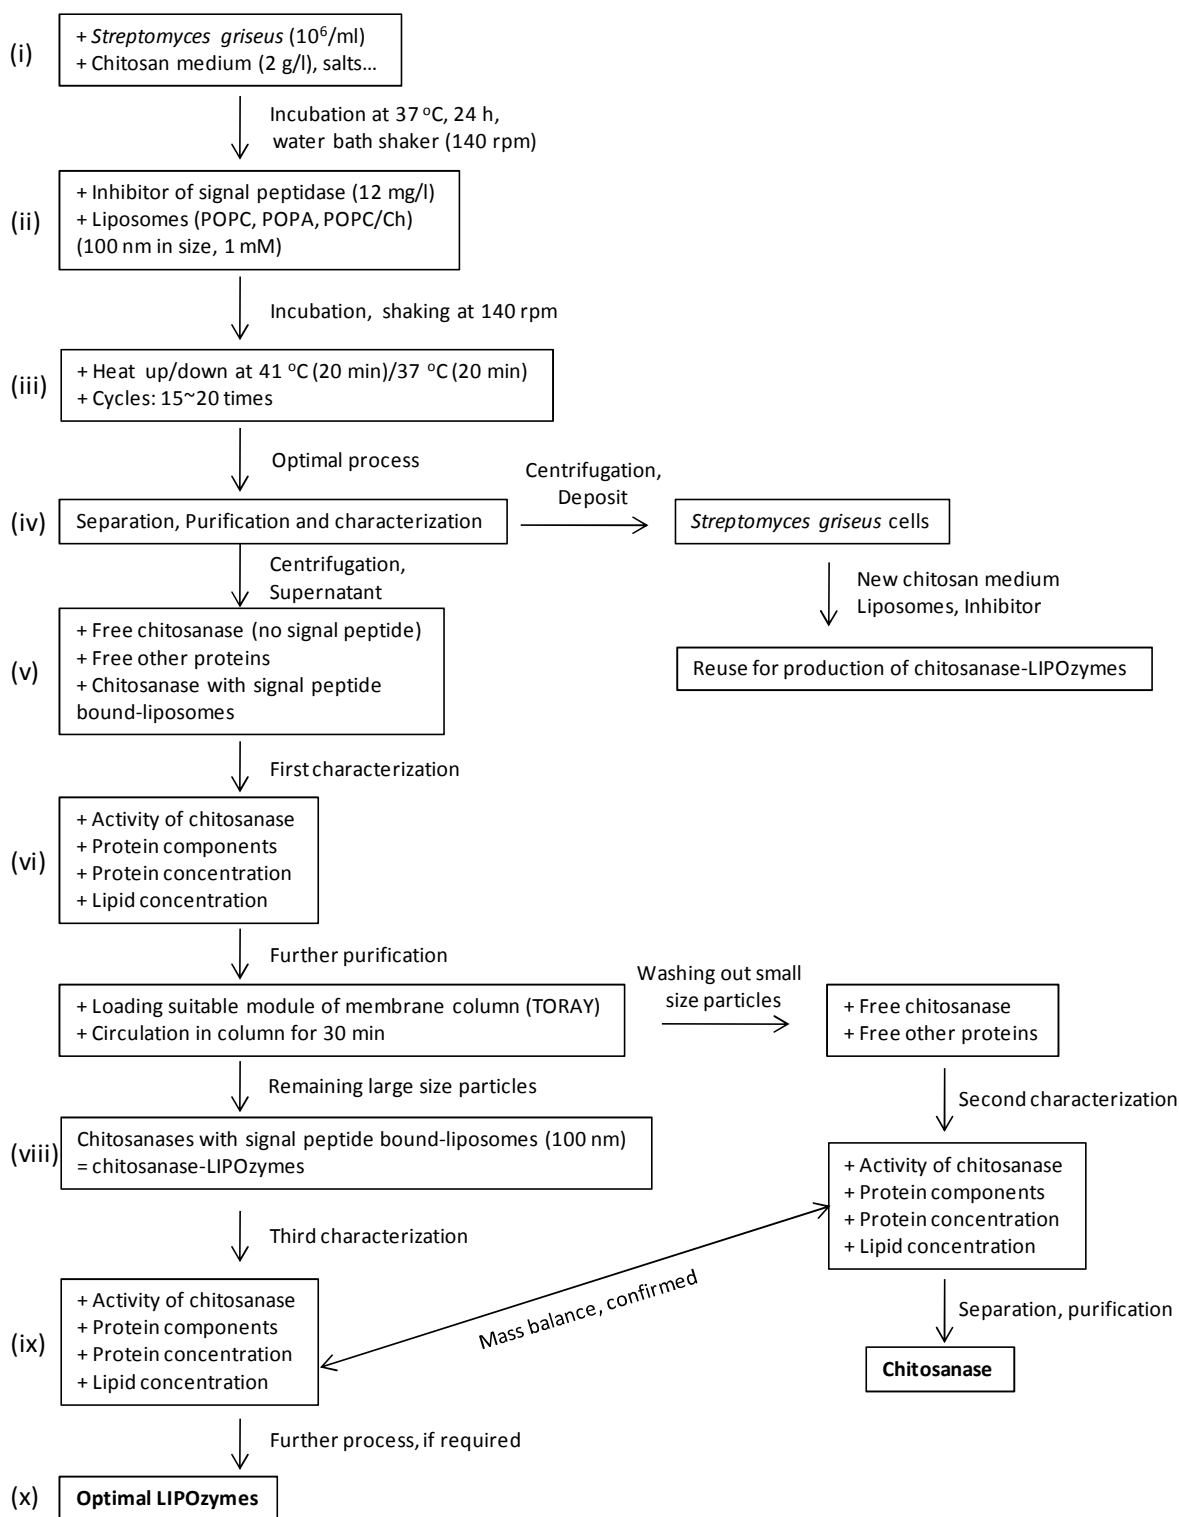 (i)
+ Streptomyces griseus (10⁶/ml)
+ Chitosan medium (2 g/l), salts...
Incubation at 37 ºC, 24 h,
water bath shaker (140 rpm)
(ii)
+ Inhibitor of signal peptidase (12 mg/l)
+ Liposomes (POPC, POPA, POPC/Ch)
(100 nm in size, 1 mM)
Incubation, shaking at 140 rpm
(iii)
+ Heat up/down at 41 ºC (20 min)/37 ºC (20 min)
+ Cycles: 15~20 times
Optimal process
Centrifugation,
Deposit
(iv)
Separation, Purification and characterization
Streptomyces griseus cells
Centrifugation,
Supernatant
New chitosan medium
Liposomes, Inhibitor
(v)
+ Free chitosanase (no signal peptide)
+ Free other proteins
+ Chitosanase with signal peptide
bound-liposomes
Reuse for production of chitosanase-LIPOzymes
First characterization
(vi)
+ Activity of chitosanase
+ Protein components
+ Protein concentration
+ Lipid concentration
Further purification
Washing out small
size particles
+ Loading suitable module of membrane column (TORAY)
+ Circulation in column for 30 min
+ Free chitosanase
+ Free other proteins
Remaining large size particles
Second characterization
(viii)
Chitosanases with signal peptide bound-liposomes (100 nm)
= chitosanase-LIPOzymes
+ Activity of chitosanase
+ Protein components
+ Protein concentration
+ Lipid concentration
Third characterization
Mass balance, confirmed
(ix)
+ Activity of chitosanase
+ Protein components
+ Protein concentration
+ Lipid concentration
Separation, purification
Chitosanase
Further process, if required
(x)
Optimal LIPOzymes